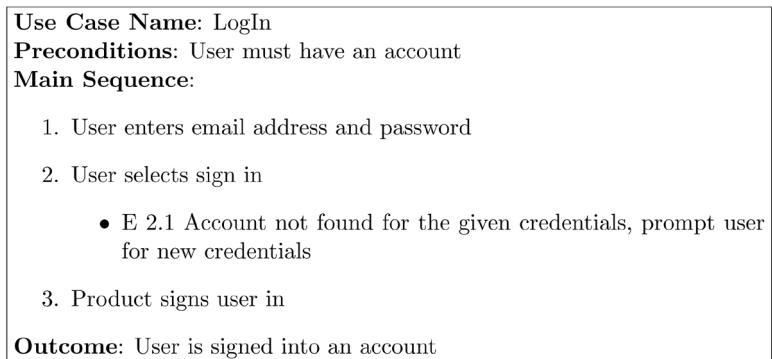 Use Case Name: LogIn
Preconditions: User must have an account
Main Sequence:
1. User enters email address and password
2. User selects sign in
• E 2.1 Account not found for the given credentials, prompt user
for new credentials
3. Product signs user in
Outcome: User is signed into an account